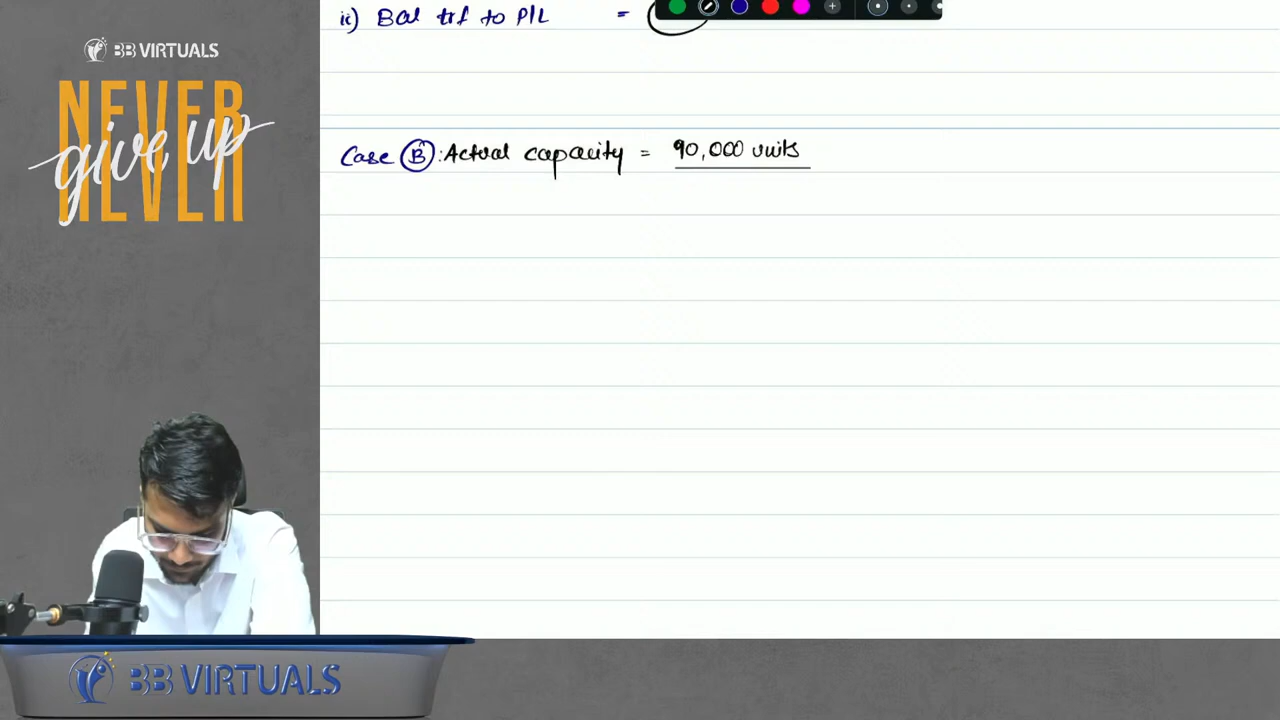 ii) Bal trf to P/L =
BB VIRTUALS
NEVER
give up
NEVER
Case B: Actual capacity = 90,000 units
BB VIRTUALS